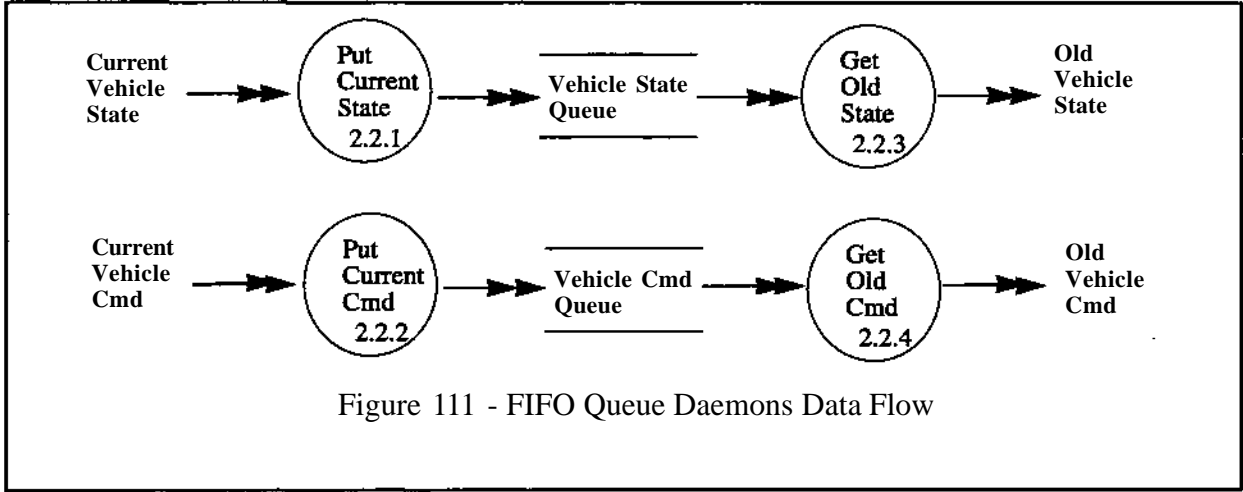 Current
Vehicle
State
Put
Current
State
2.2.1
Vehicle State
Queue
Get
Old
State
2.2.3
Old
Vehicle
State
Current
Vehicle
Cmd
Put
Current
Cmd
2.2.2
Vehicle Cmd
Queue
Get
Old
Cmd
2.2.4
Old
Vehicle
Cmd
Figure 111 - FIFO Queue Daemons Data Flow